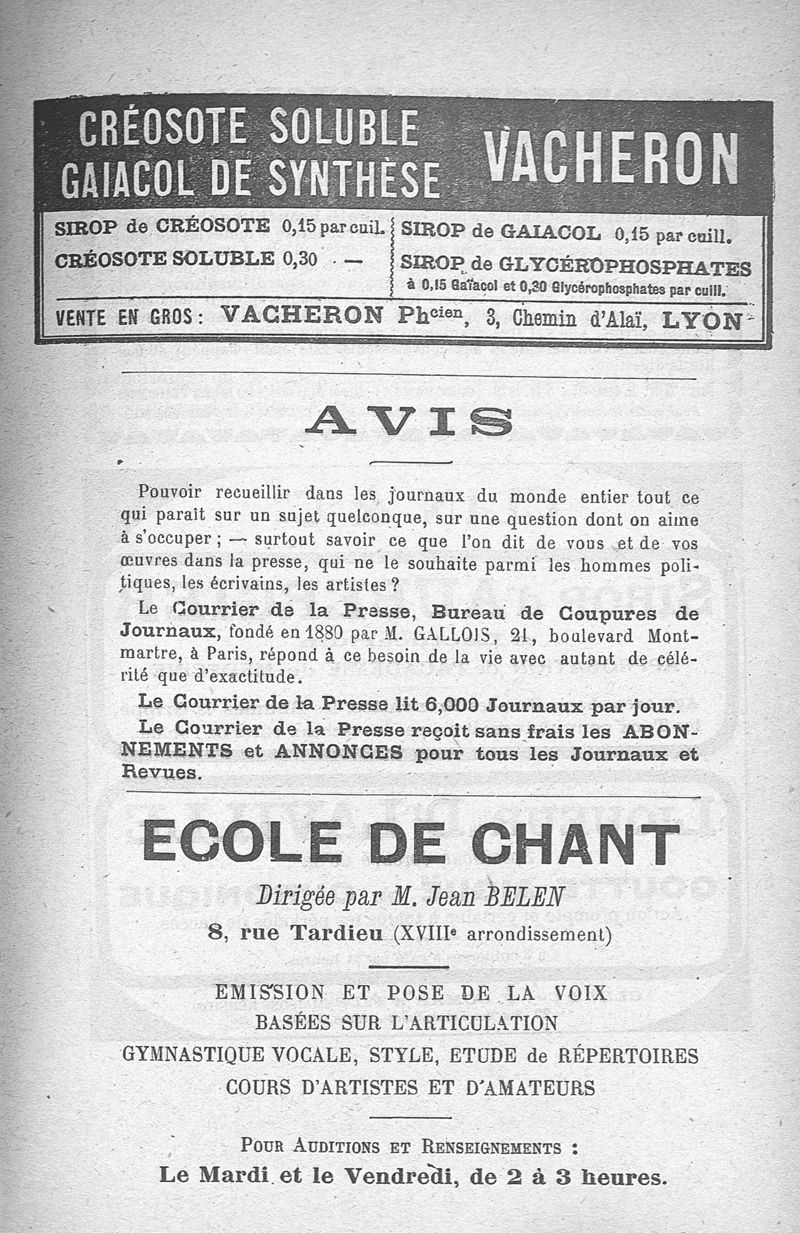 CRÉOSOTE SOLUBLE
GAIACOL DE SYNTHÈSE
VACHERON
SIROP de CRÉOSOTE 0,15 par cuil.
CRÉOSOTE SOLUBLE 0,30 —
SIROP de GAIACOL 0,15 par cuill.
SIROP de GLYCÉROPHOSPHATES
à 0,15 Gaïacol et 0,30 Glycérophosphates par cuill.
VENTE EN GROS : VACHERON Phcien, 3, Chemin d'Alaï, LYON
AVIS
Pouvoir recueillir dans les journaux du monde entier tout ce
qui paraît sur un sujet quelconque, sur une question dont on aime
à s'occuper ; — surtout savoir ce que l'on dit de vous et de vos
œuvres dans la presse, qui ne le souhaite parmi les hommes poli-
tiques, les écrivains, les artistes ?
Le Courrier de la Presse, Bureau de Coupures de
Journaux, fondé en 1880 par M. GALLOIS, 21, boulevard Mont-
martre, à Paris, répond à ce besoin de la vie avec autant de célé-
rité que d'exactitude.
Le Courrier de la Presse lit 6,000 Journaux par jour.
Le Courrier de la Presse reçoit sans frais les ABON-
NEMENTS et ANNONCES pour tous les Journaux et
Revues.
ECOLE DE CHANT
Dirigée par M. Jean BELEN
8, rue Tardieu (XVIIIe arrondissement)
EMISSION ET POSE DE LA VOIX
BASÉES SUR L'ARTICULATION
GYMNASTIQUE VOCALE, STYLE, ETUDE de RÉPERTOIRES
COURS D'ARTISTES ET D'AMATEURS
POUR AUDITIONS ET RENSEIGNEMENTS :
Le Mardi et le Vendredi, de 2 à 3 heures.